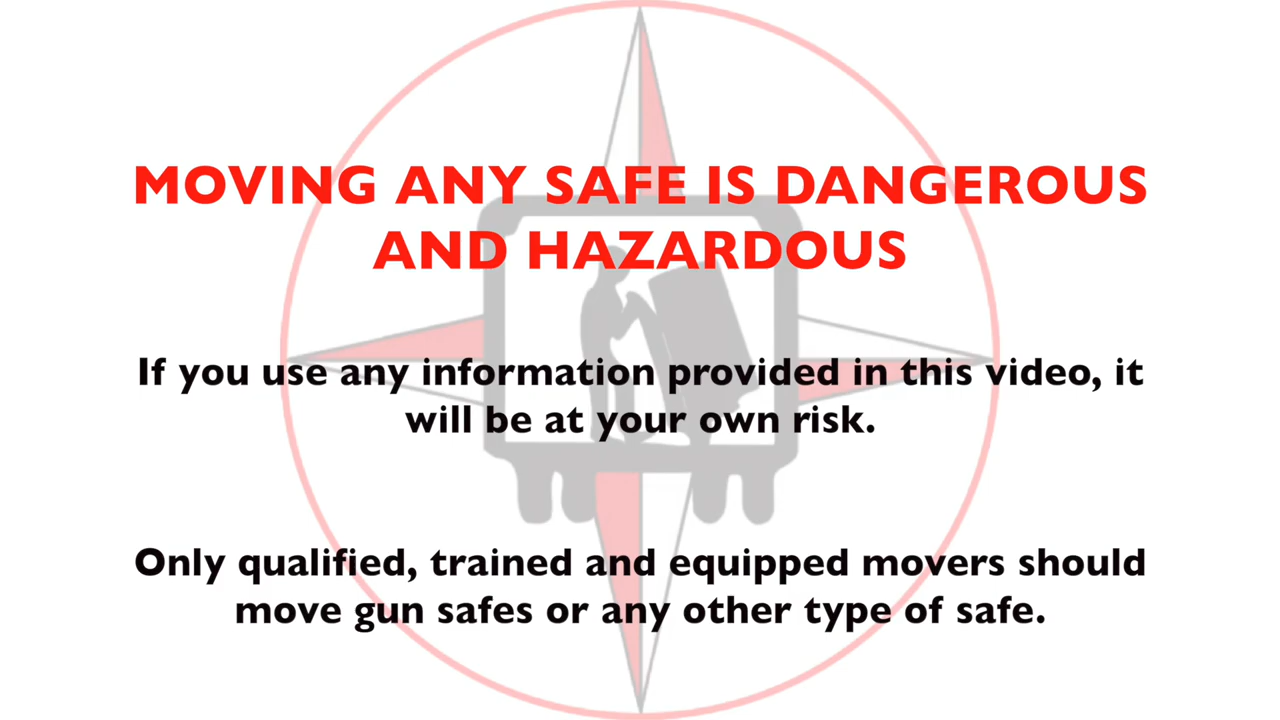 MOVING ANY SAFE IS DANGEROUS
AND HAZARDOUS
If you use any information provided in this video, it
will be at your own risk.
Only qualified, trained and equipped movers should
move gun safes or any other type of safe.